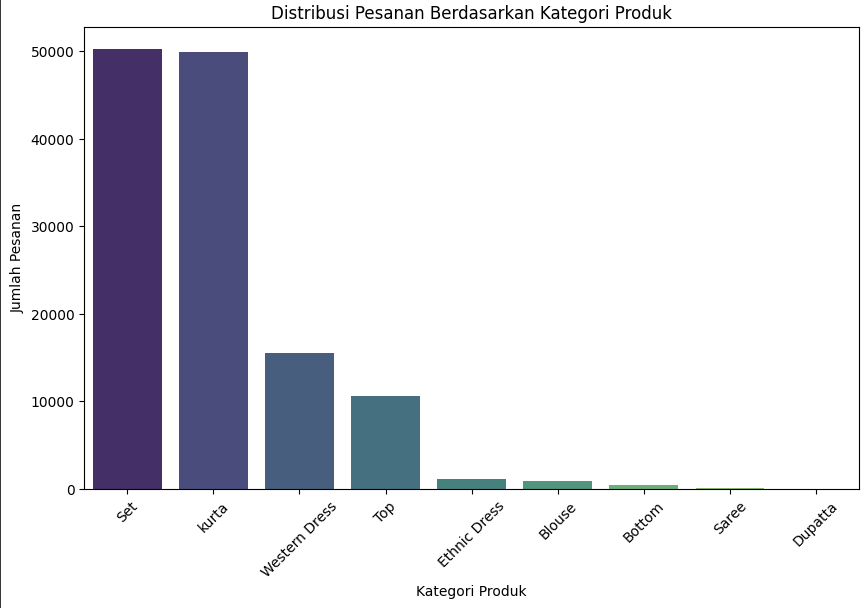 Distribusi Pesanan Berdasarkan Kategori Produk
Jumlah Pesanan
50000
40000
30000
20000
10000
0
Set
kurta
Western Dress
Top
Ethnic Dress
Blouse
Bottom
Saree
Dupatta
Kategori Produk